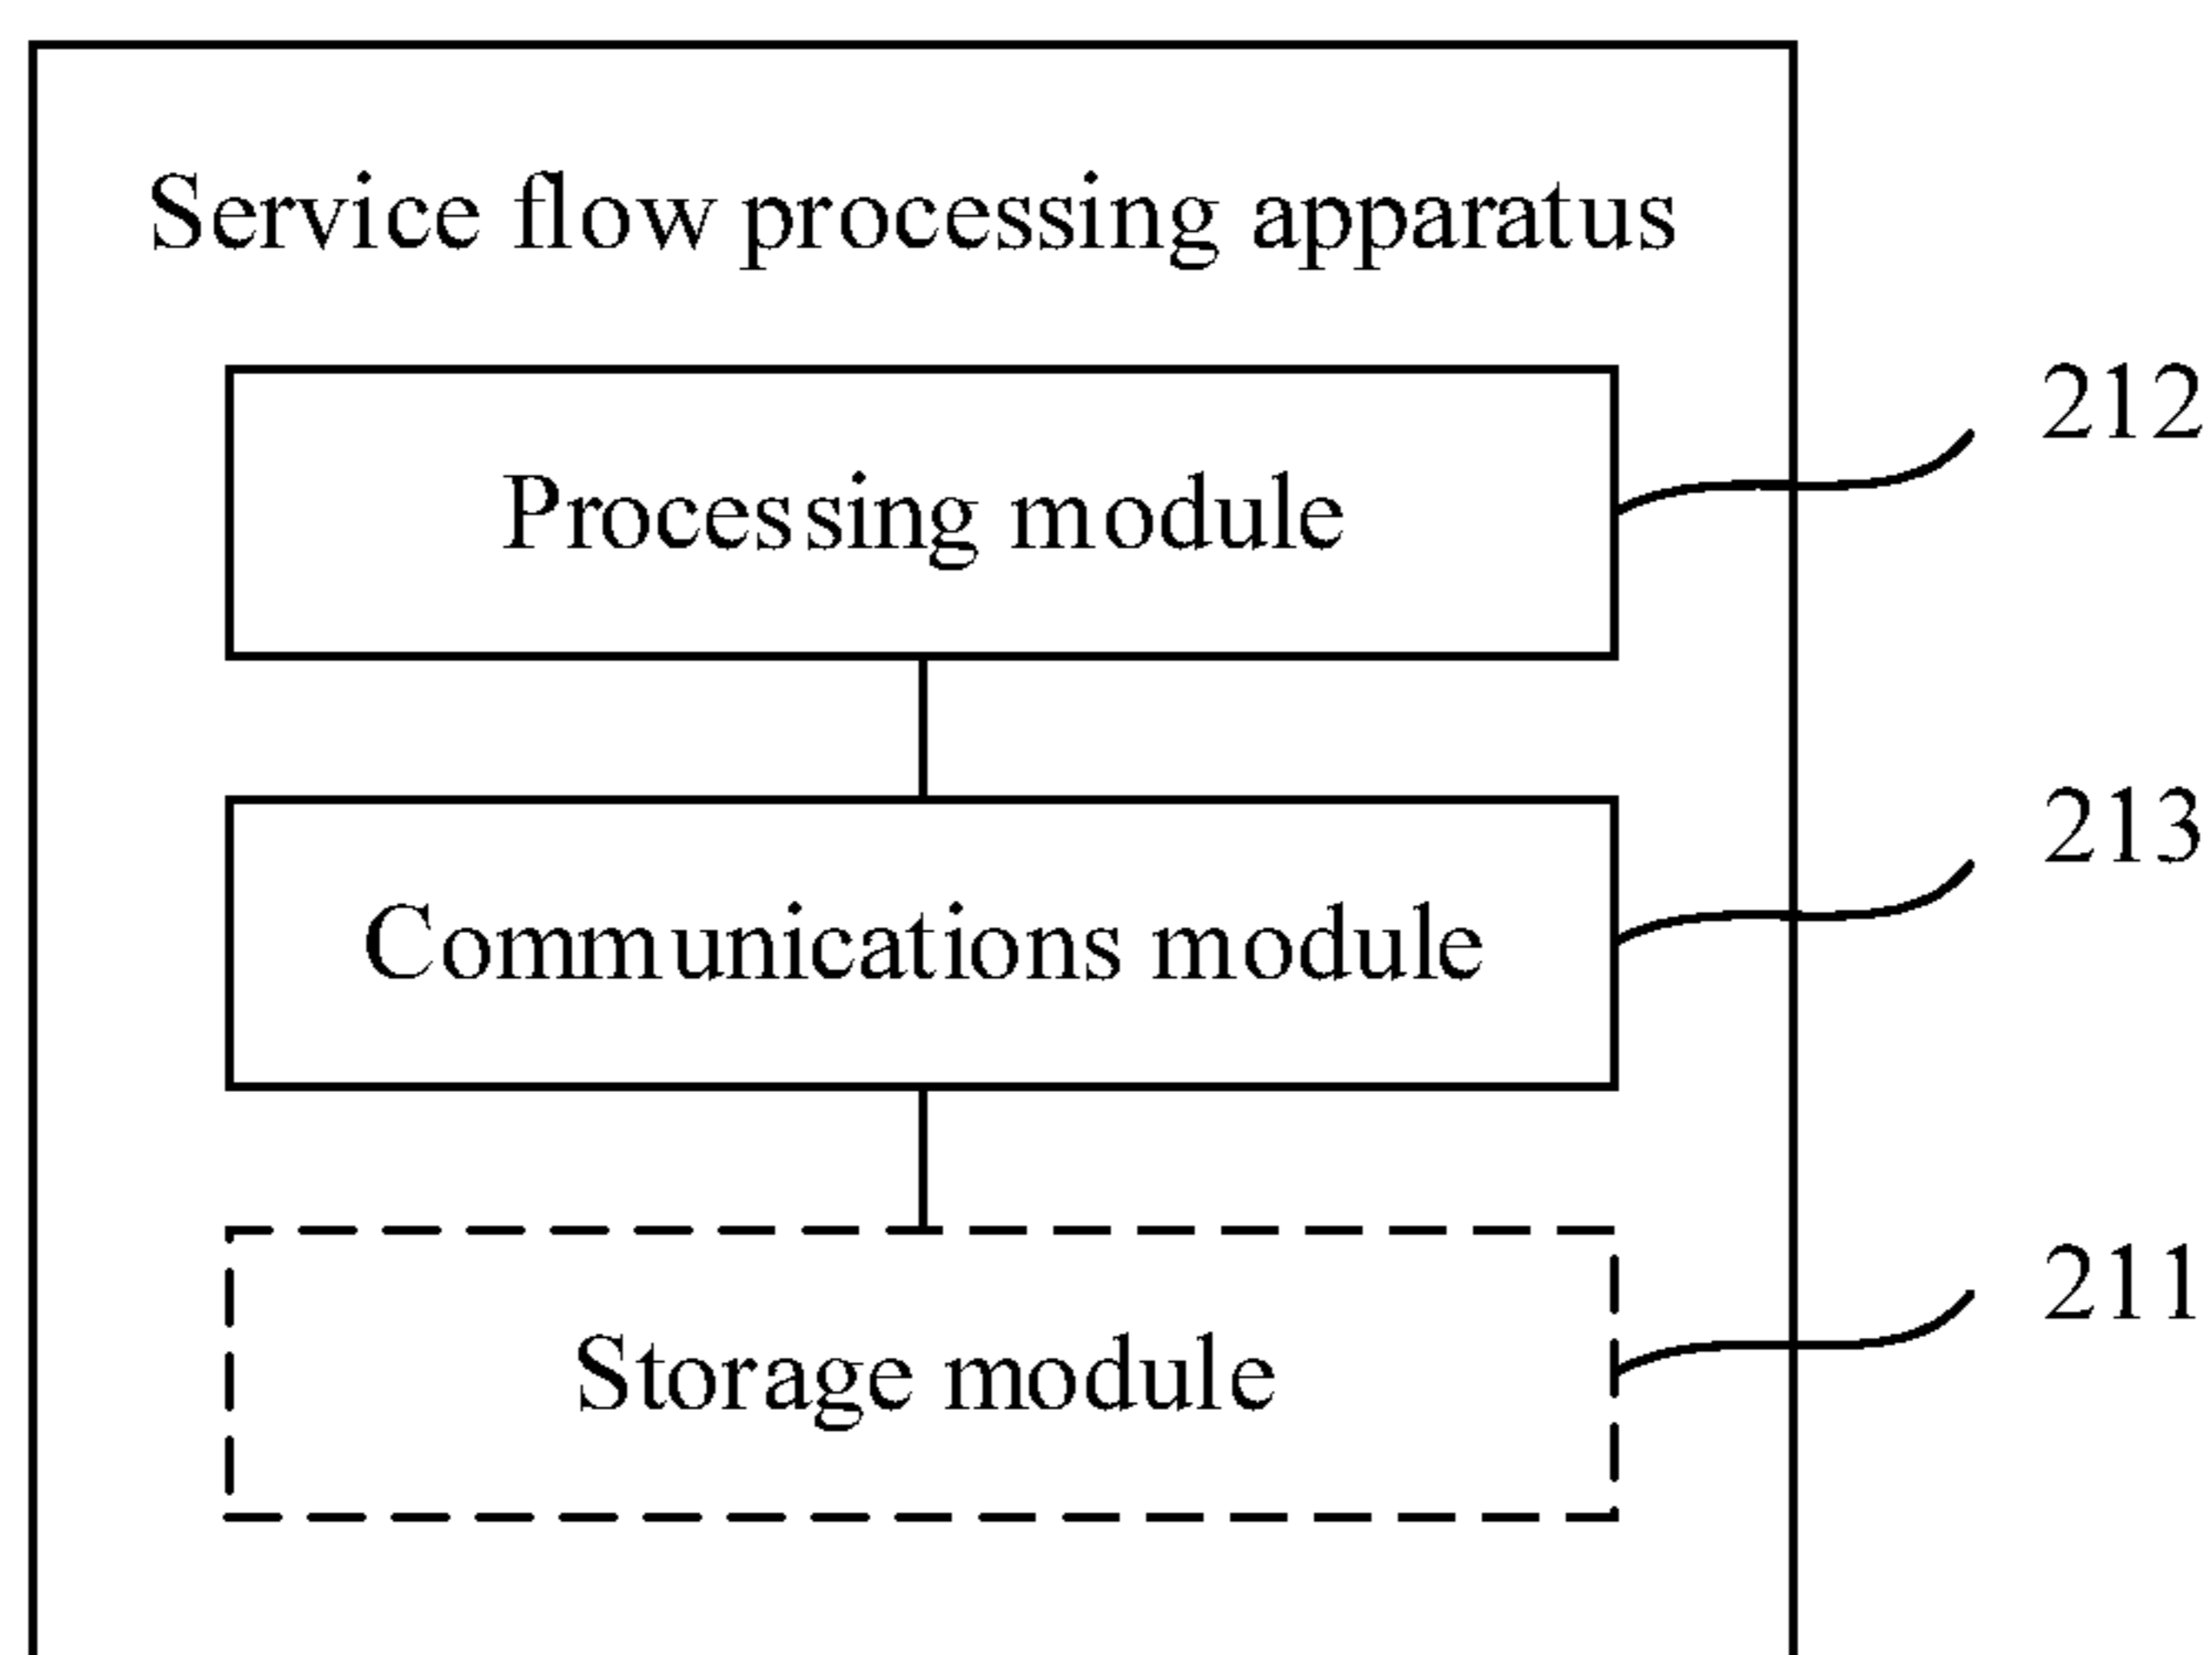 Service flow processing apparatus
212
Processing module
213
Communications module
211
Storage module